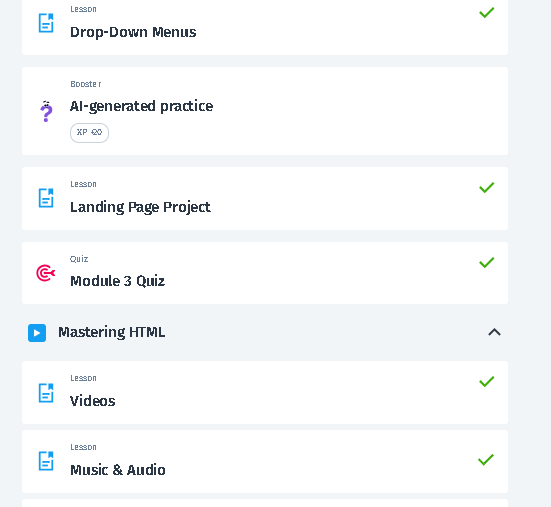 Lesson
Drop-Down Menus
Booster
AI-generated practice
XP 20
Lesson
Landing Page Project
Quiz
Module 3 Quiz
Mastering HTML
Lesson
Videos
Lesson
Music & Audio